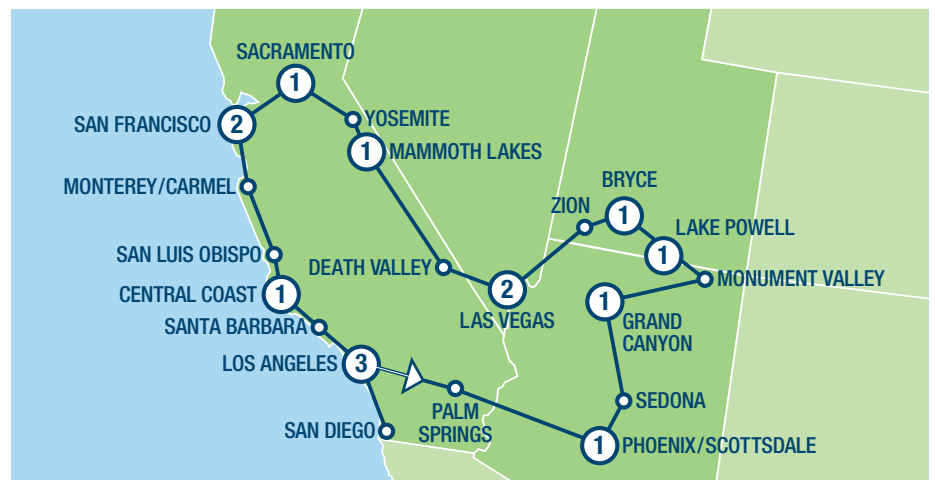 SACRAMENTO
1
SAN FRANCISCO 2
YOSEMITE
1 MAMMOTH LAKES
MONTEREY/CARMEL
BRYCE
1
ZION
LAKE POWELL
1
SAN LUIS OBISPO
DEATH VALLEY
MONUMENT VALLEY
CENTRAL COAST 1
2
LAS VEGAS
1
GRAND
CANYON
SANTA BARBARA
LOS ANGELES 3
PALM
SPRINGS
SEDONA
SAN DIEGO
1 PHOENIX/SCOTTSDALE